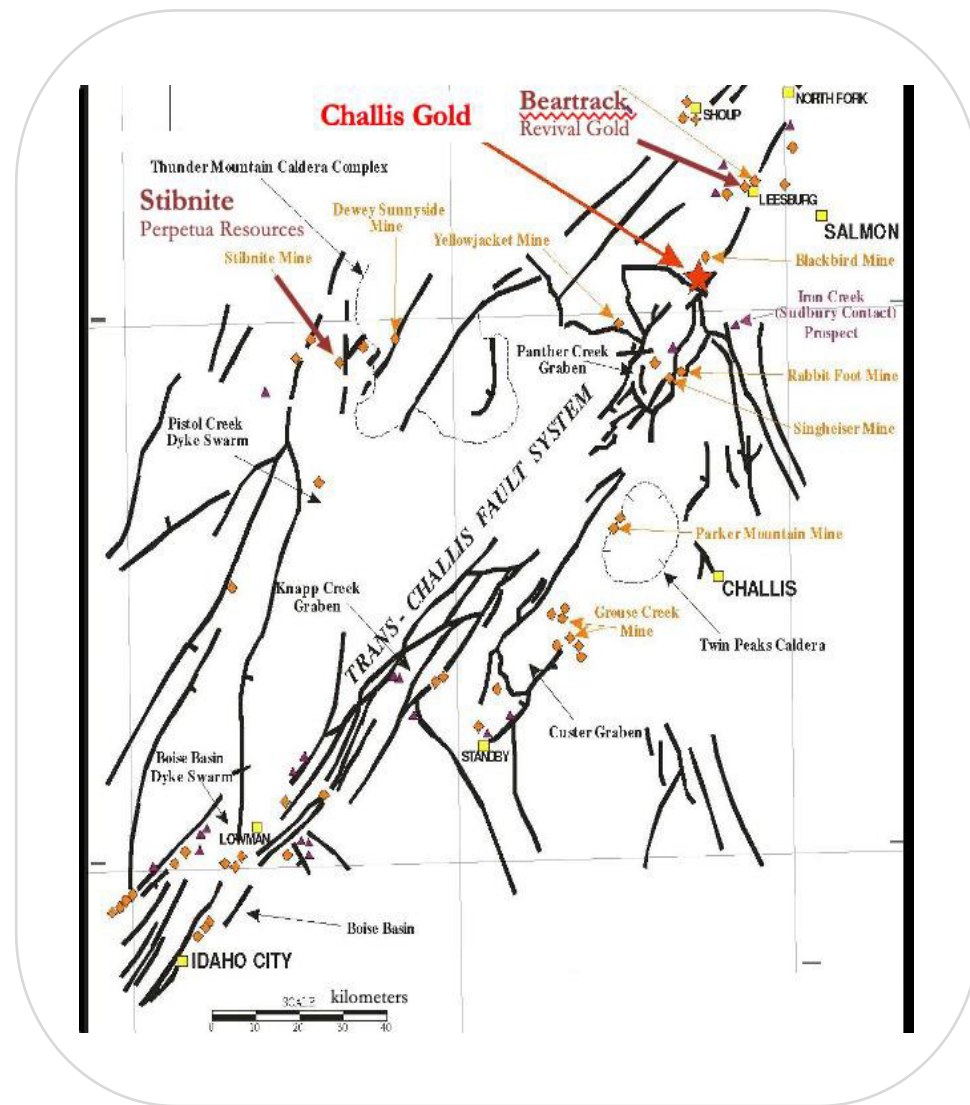 Challis Gold
Beartrack,
Revival Gold
NORTH FORK
SHOUP
Thunder Mountain Caldera Complex
Stibnite
Perpetua Resources
Dewey Sunnyside
Mine
LEESBURG
SALMON
Stibnite Mine
Yellowjacket Mine
Blackbird Mine
Iron Creek
(Sudbury Contact)
Prospect
Panther Creek
Graben
Rabbit Foot Mine
Singheiser Mine
Pistol Creek
Dyke Swarm
TRANS - CHALLIS FAULT SYSTEM
Parker Mountain Mine
CHALLIS
Knapp Creek
Graben
Grouse Creek
Mine
Twin Peaks Caldera
Custer Graben
STANDBY
Boise Basin
Dyke Swarm
LOWMAN
Boise Basin
IDAHO CITY
SCALE kilometers
0 10 20 30 40